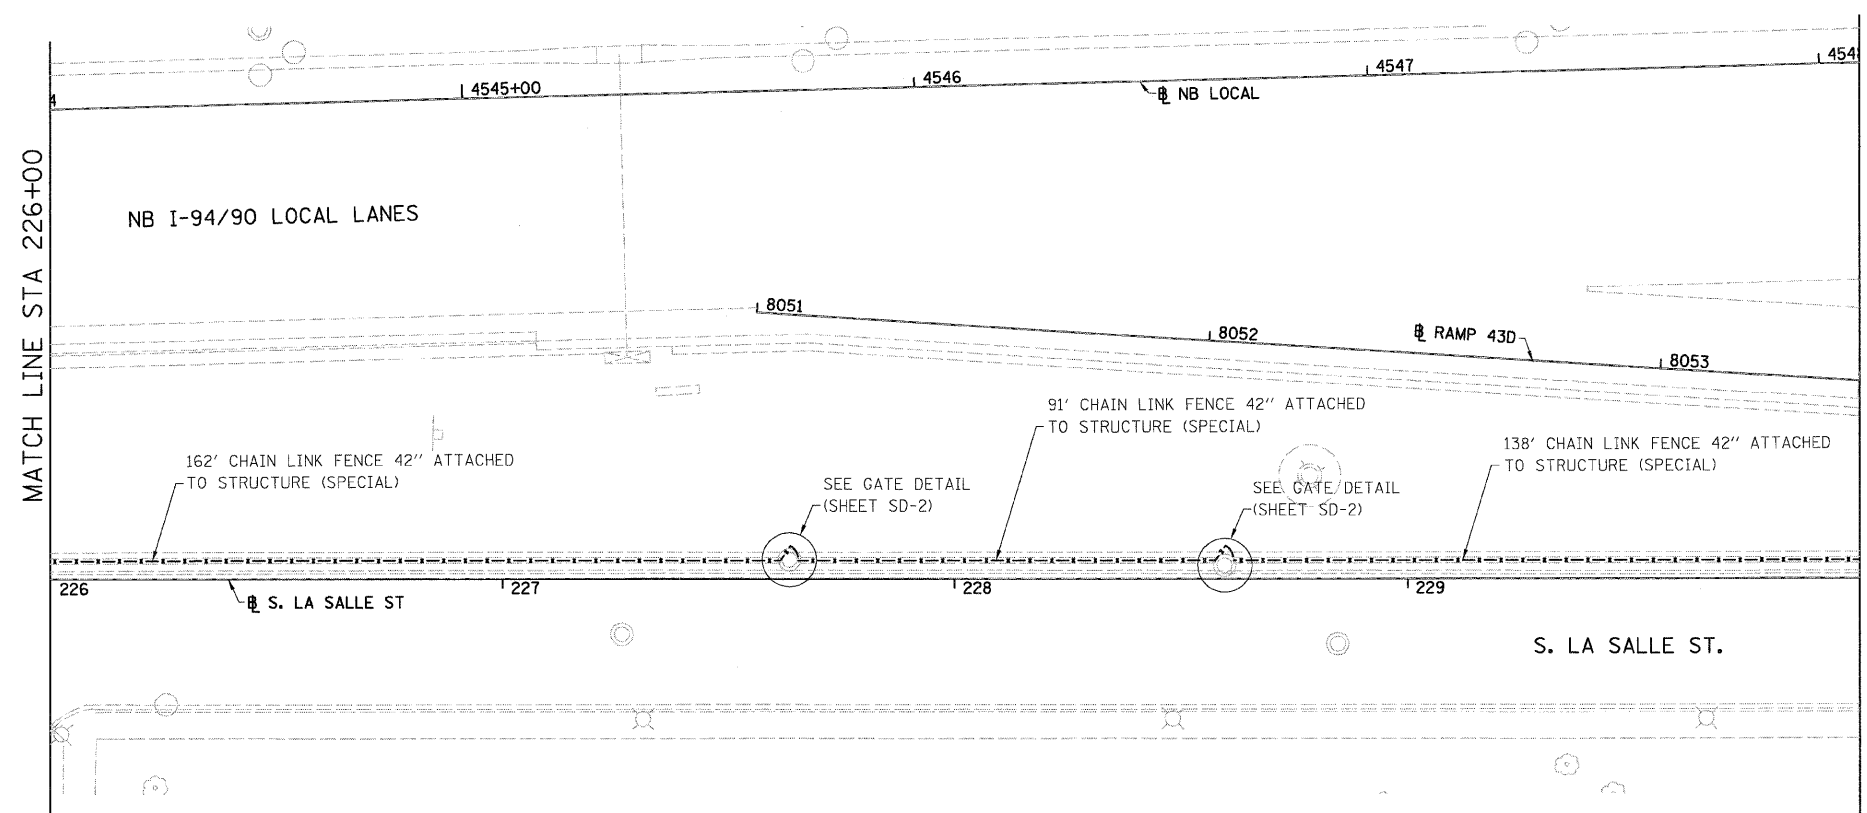 4545+00
4546
4547
454
4
℄ NB LOCAL
MATCH LINE STA 226+00
NB I-94/90 LOCAL LANES
8051
8052
℄ RAMP 43D
8053
91' CHAIN LINK FENCE 42" ATTACHED
TO STRUCTURE (SPECIAL)
138' CHAIN LINK FENCE 42" ATTACHED
TO STRUCTURE (SPECIAL)
162' CHAIN LINK FENCE 42" ATTACHED
TO STRUCTURE (SPECIAL)
SEE GATE DETAIL
(SHEET SD-2)
SEE GATE DETAIL
(SHEET SD-2)
226
227
228
229
℄ S. LA SALLE ST
S. LA SALLE ST.